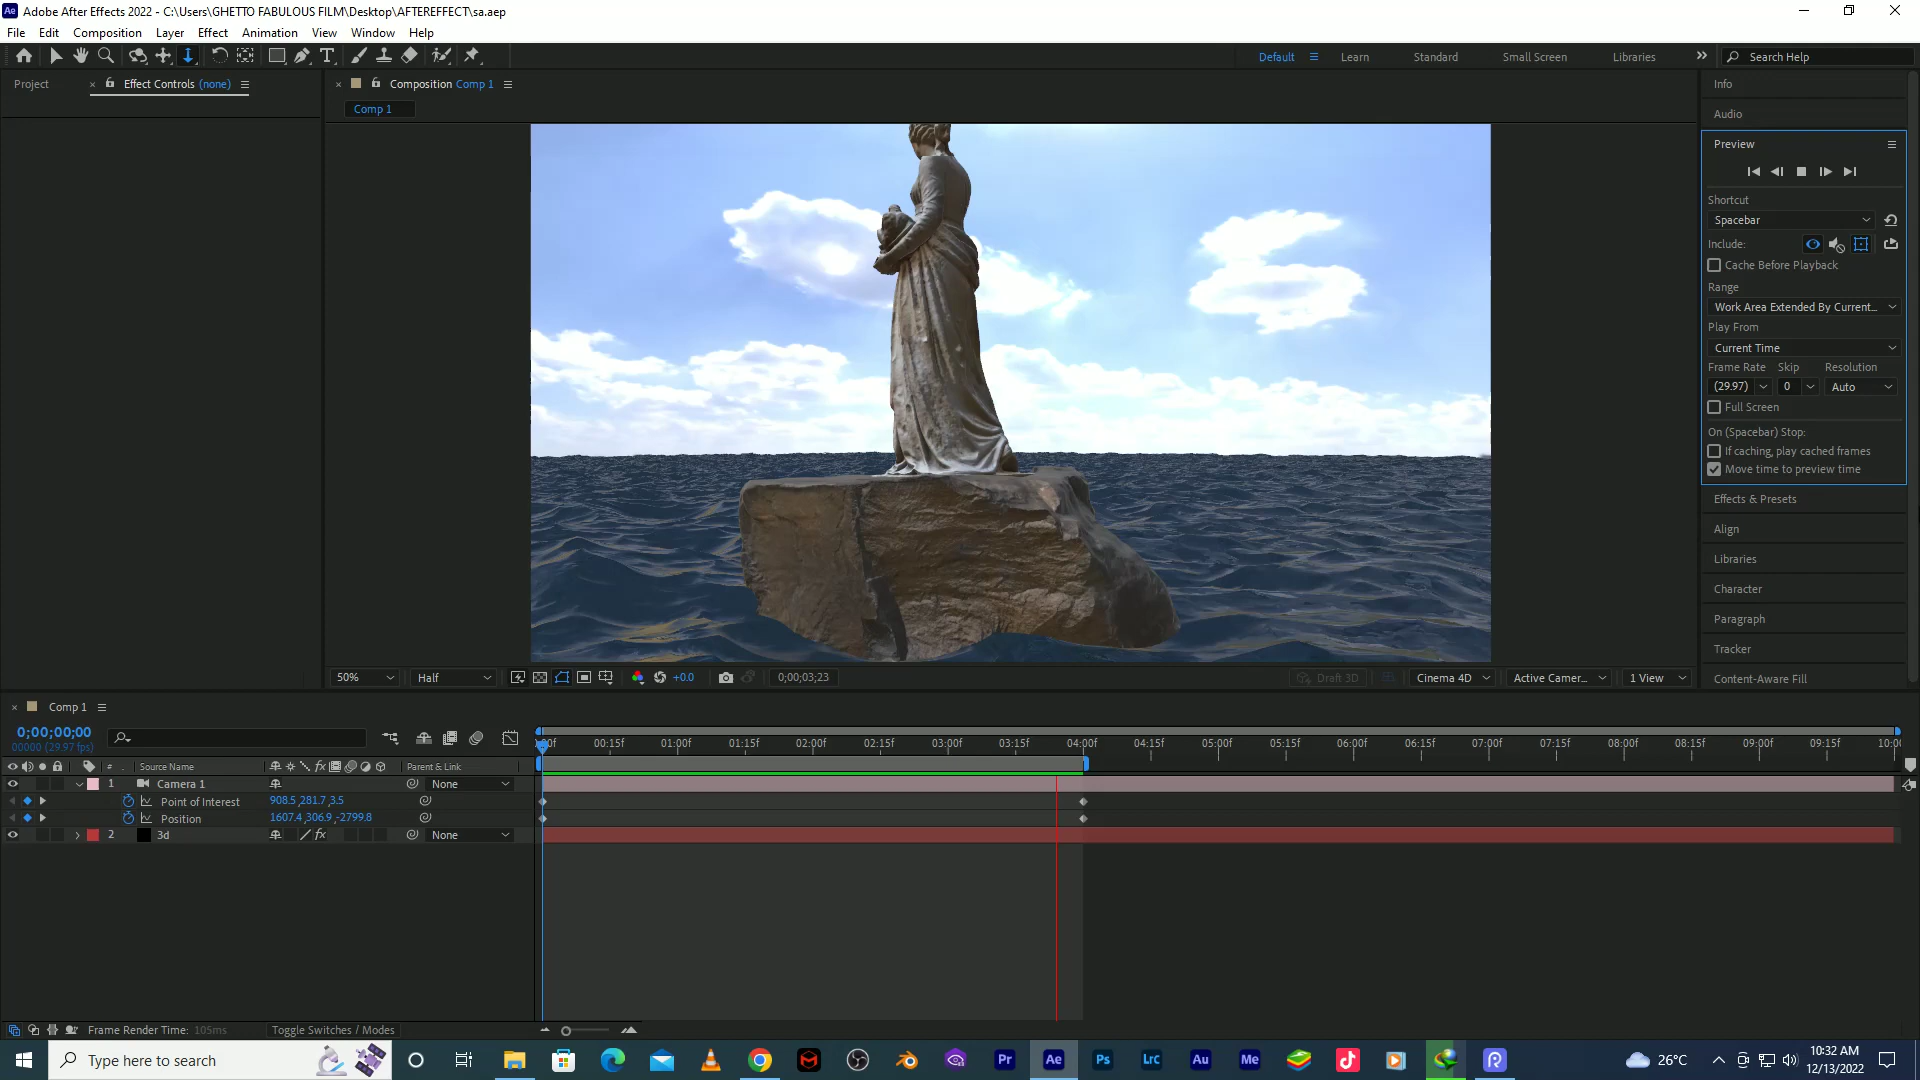 Adobe After Effects 2022 - C:\Users\GHETTO FABULOUS FILM\Desktop\AFTEREFFECT\sa.aep
File Edit Composition Layer Effect Animation View Window Help
Default Learn Standard Small Screen Libraries Search Help
Project Effect Controls (none) Composition Comp 1
Comp 1
Info
Audio
Preview
Shortcut
Spacebar
Include:
Cache Before Playback
Range
Work Area Extended By Current...
Play From
Current Time
Frame Rate Skip Resolution
(29.97) 0 Auto
Full Screen
On (Spacebar) Stop:
If caching, play cached frames
Move time to preview time
Effects & Presets
Align
Libraries
Character
Paragraph
Tracker
Content-Aware Fill
50% Half +0.0 0;00;03;23 Draft 3D Cinema 4D Active Camer... 1 View
Comp 1
0;00;00;00
00000 (29.97 fps)
00:15f 01:00f 01:15f 02:00f 02:15f 03:00f 03:15f 04:00f 04:15f 05:00f 05:15f 06:00f 06:15f 07:00f 07:15f 08:00f 08:15f 09:00f 09:15f 10:0
# Source Name fx Parent & Link
1 Camera 1 None
Point of Interest 908.5,281.7,3.5
Position 1607.4,306.9,-2799.8
2 3d fx None
Frame Render Time: 105ms Toggle Switches / Modes
Type here to search Pr Ae Ps Lrc Au Me 26°C 10:32 AM
12/13/2022